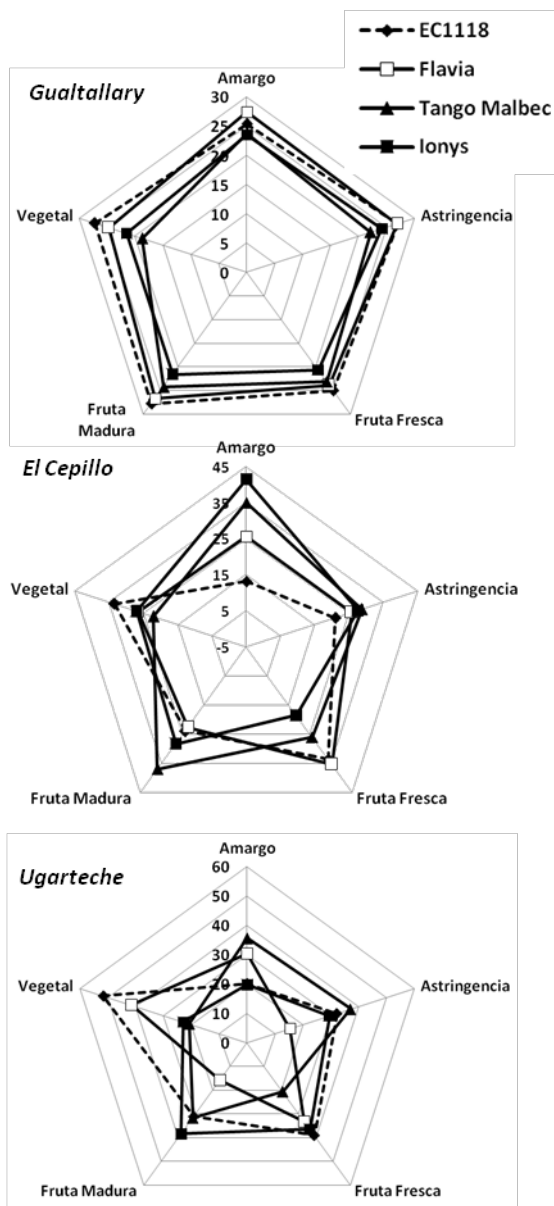 EC1118
Flavia
Tango Malbec
Ionys
Gualtallary
Amargo
30
25
20
15
10
5
0
Vegetal
Astringencia
Fruta
Madura
Fruta Fresca
El Cepillo
Amargo
45
35
25
15
5
-5
Vegetal
Astringencia
Fruta Madura
Fruta Fresca
Ugarteche
Amargo
60
50
40
30
20
10
0
Vegetal
Astringencia
Fruta Madura
Fruta Fresca